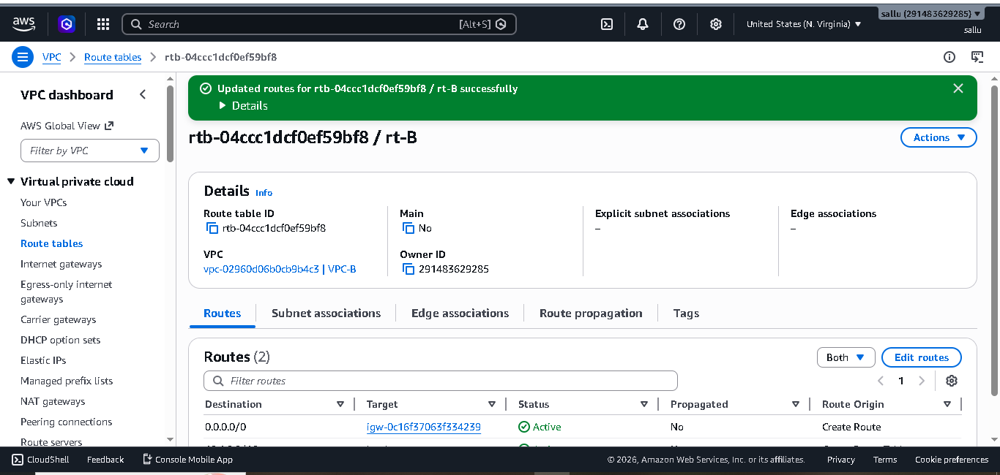 aws
Search
[Alt+S]
United States (N. Virginia)
sallu (291483629285)
sallu
VPC
Route tables
rtb-04ccc1dcf0ef59bf8
VPC dashboard
AWS Global View
Filter by VPC
Virtual private cloud
Your VPCs
Subnets
Route tables
Internet gateways
Egress-only internet
gateways
Carrier gateways
DHCP option sets
Elastic IPs
Managed prefix lists
NAT gateways
Peering connections
Route servers
Updated routes for rtb-04ccc1dcf0ef59bf8 / rt-B successfully
Details
rtb-04ccc1dcf0ef59bf8 / rt-B
Actions
Details Info
Route table ID
rtb-04ccc1dcf0ef59bf8
Main
No
Explicit subnet associations
–
Edge associations
–
VPC
vpc-02960d06b0cb9b4c3 | VPC-B
Owner ID
291483629285
Routes
Subnet associations
Edge associations
Route propagation
Tags
Routes (2)
Both
Edit routes
Filter routes
1
Destination Target Status Propagated Route Origin
0.0.0.0/0 igw-0c16f37063f334239 Active No Create Route
CloudShell Feedback Console Mobile App
© 2026, Amazon Web Services, Inc. or its affiliates. Privacy Terms Cookie preferences